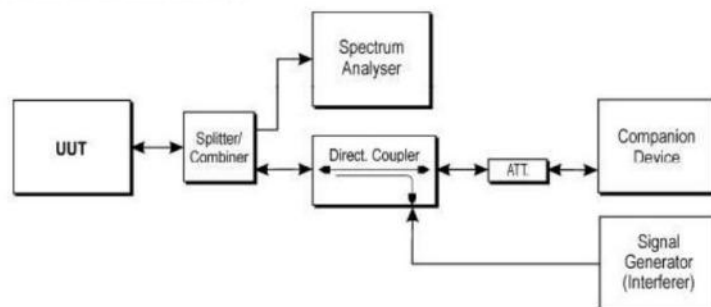 Spectrum
Analyser
UUT
Splitter/
Combiner
Direct. Coupler
ATT.
Companion
Device
Signal
Generator
(Interferer)